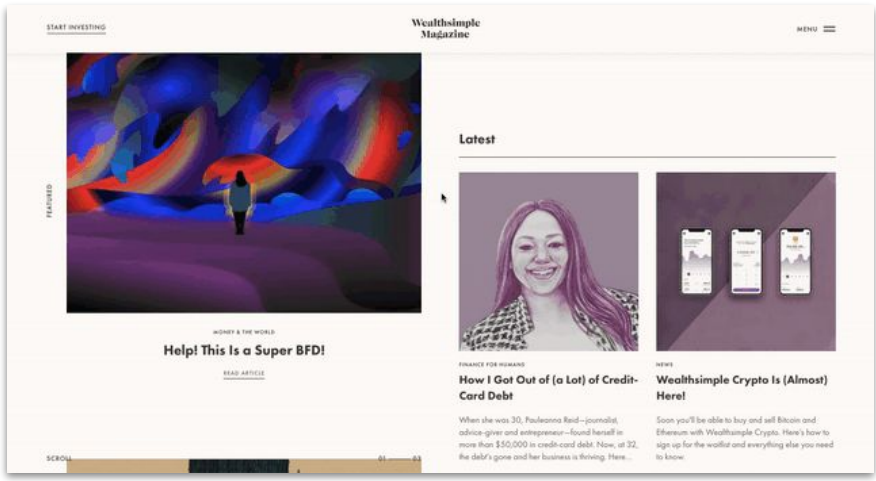 START INVESTING
Wealthsimple
Magazine
MENU
FEATURED
MONEY & THE WORLD
Help! This Is a Super BFD!
READ ARTICLE
SCROLL
01
03
Latest
FINANCE FOR HUMANS
How I Got Out of (a Lot) of Credit-
Card Debt
When she was 30, Pauleanna Reid—journalist,
advice-giver and entrepreneur—found herself in
more than $50,000 in credit-card debt. Now, at 32,
the debt's gone and her business is thriving. Here...
NEWS
Wealthsimple Crypto Is (Almost)
Here!
Soon you'll be able to buy and sell Bitcoin and
Ethereum with Wealthsimple Crypto. Here's how to
sign up for the waitlist and everything else you need
to know.